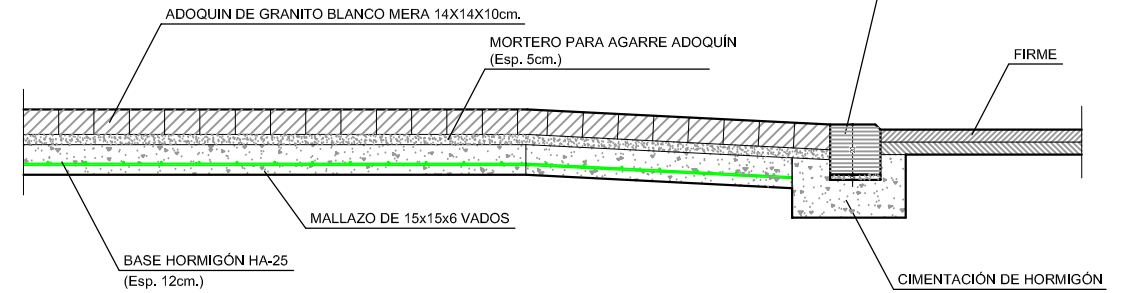 ADOQUIN DE GRANITO BLANCO MERA 14X14X10cm.
MORTERO PARA AGARRE ADOQUÍN
(Esp. 5cm.)
FIRME
MALLAZO DE 15x15x6 VADOS
BASE HORMIGÓN HA-25
(Esp. 12cm.)
CIMENTACIÓN DE HORMIGÓN